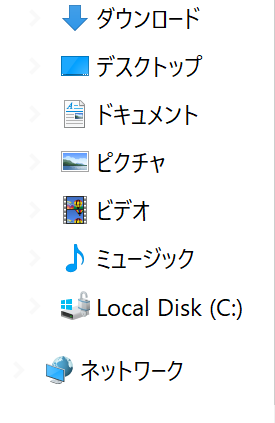 ダウンロード
デスクトップ
ドキュメント
ピクチャ
ビデオ
ミュージック
Local Disk (C:)
ネットワーク